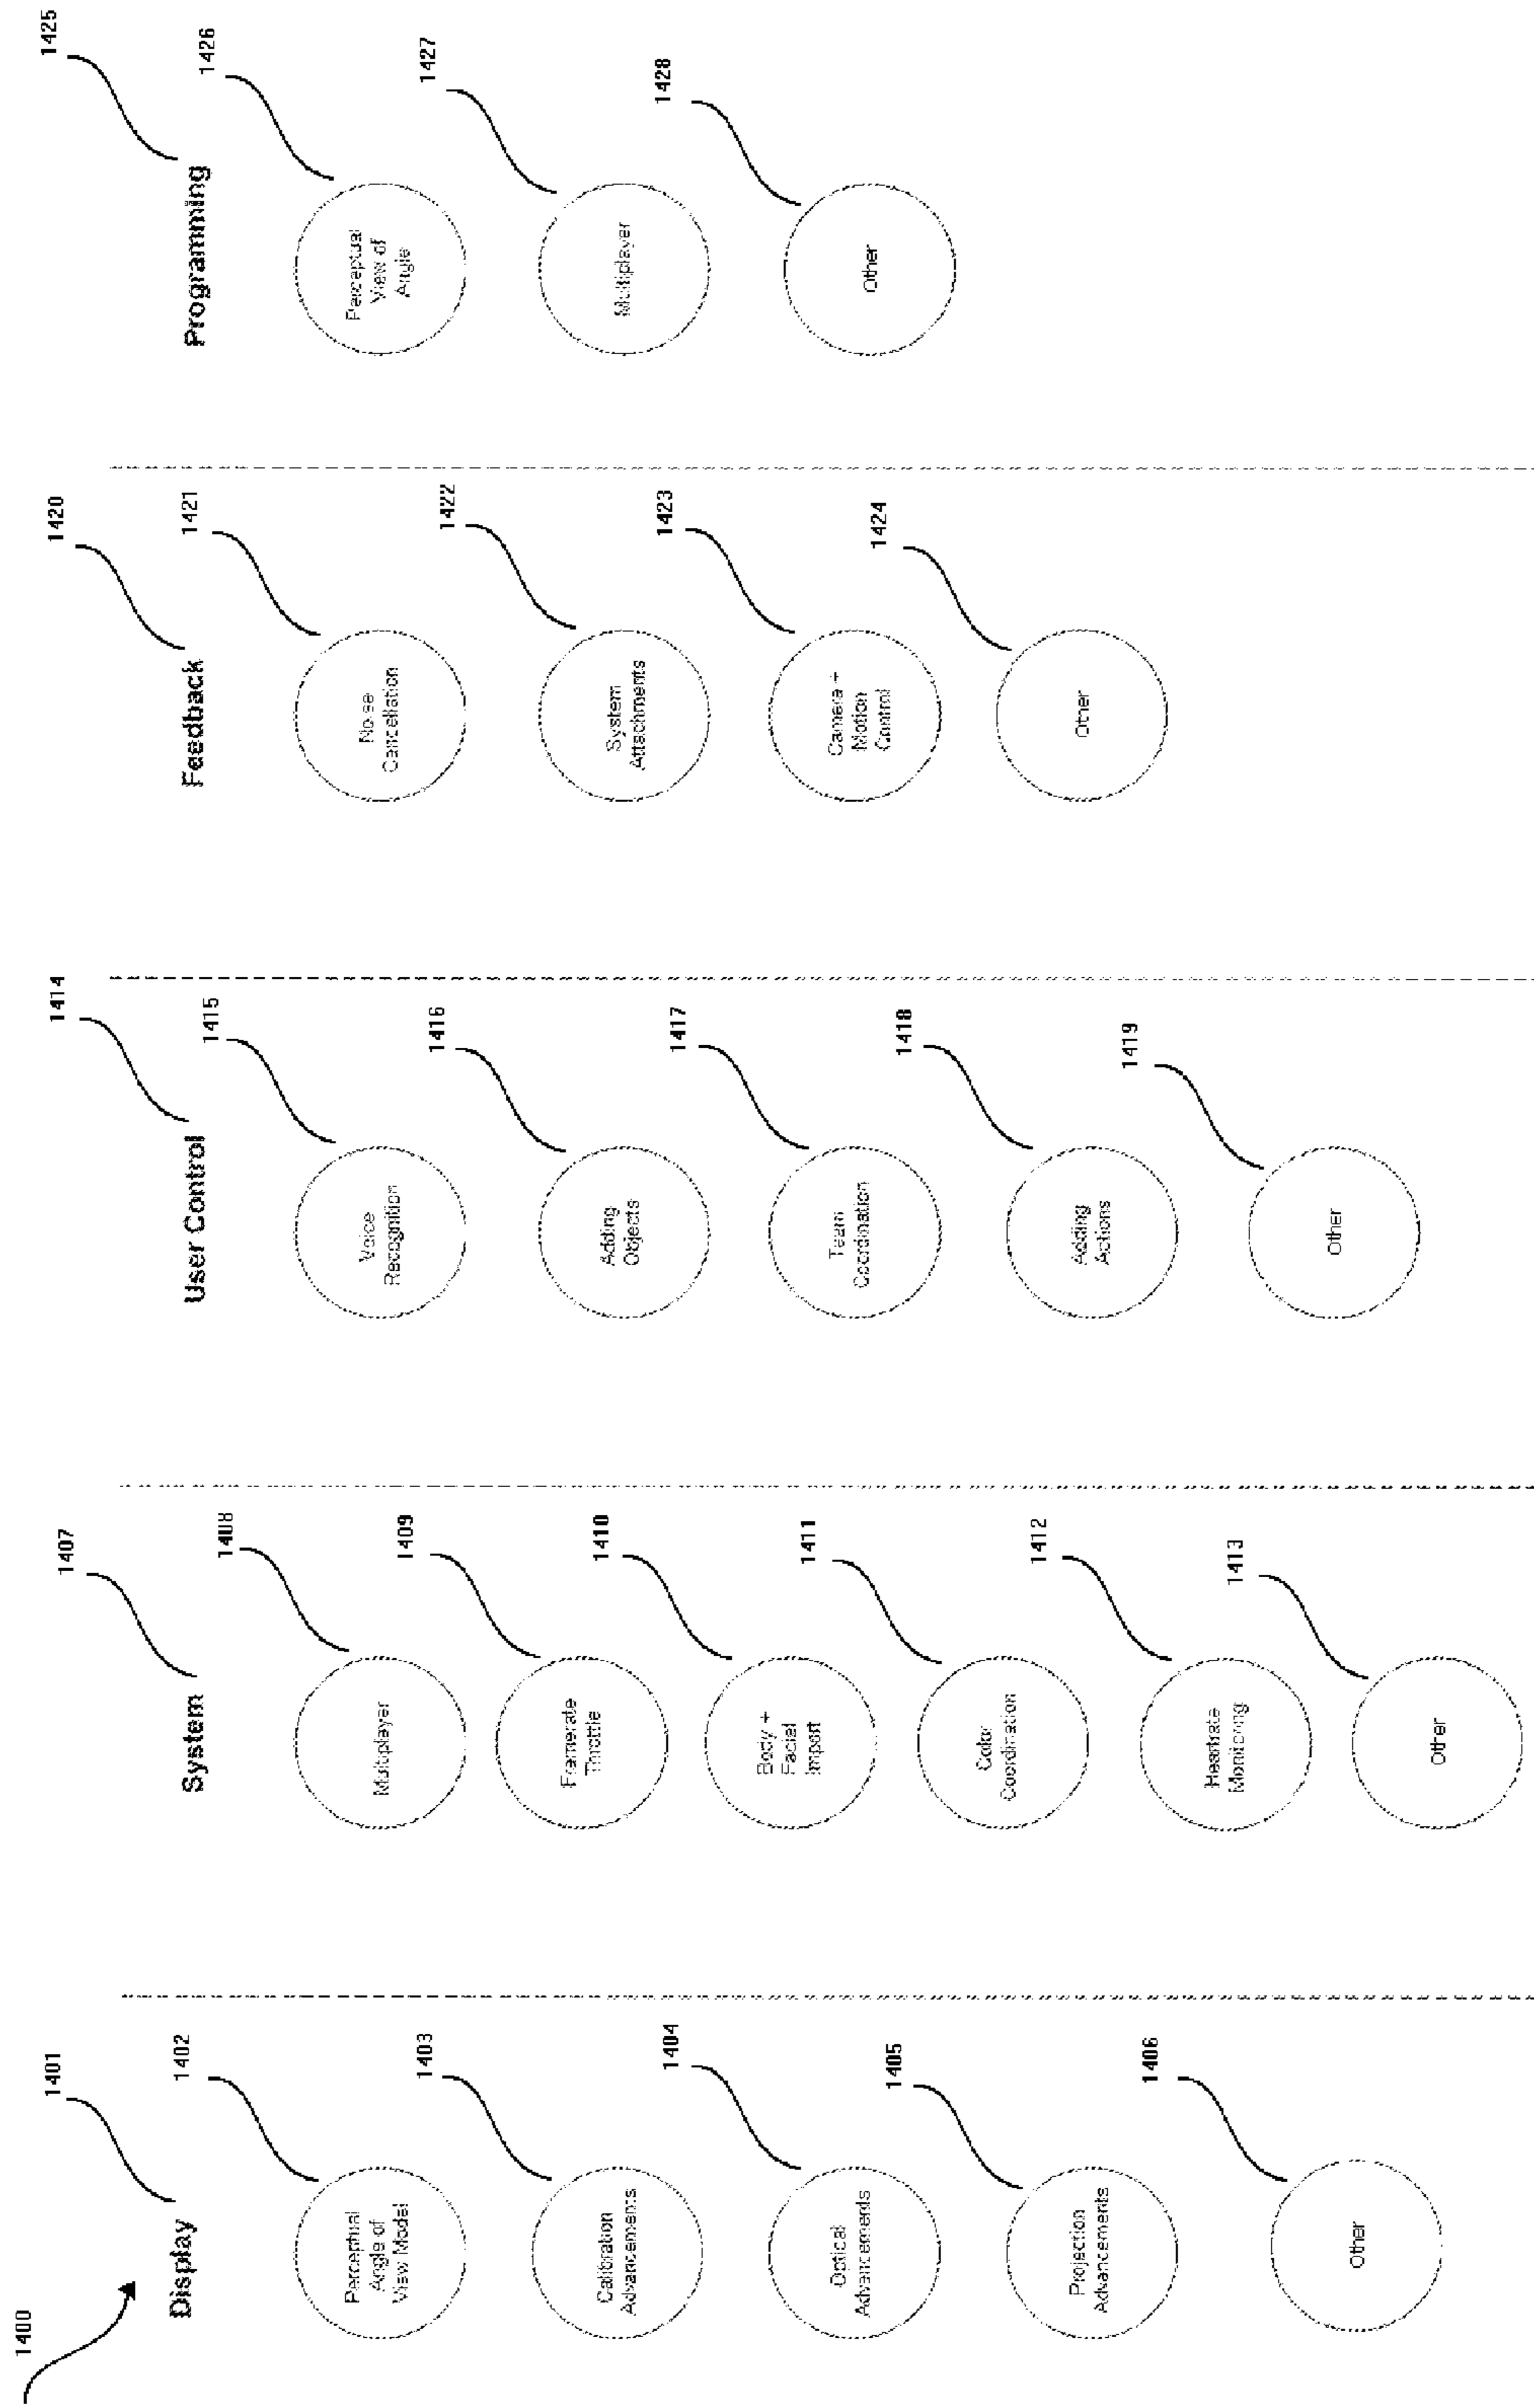 1400
1401
Display
1402
Perceptual
Angle of
View Model
1403
Calibration
Advancements
1404
Optical
Advancements
1405
Projection
Advancements
1406
Other
1407
System
1408
Multiplayer
1409
Framerate
Throttle
1410
Body +
Facial
Import
1411
Color
Coordination
1412
Heartrate
Monitoring
1413
Other
1414
User Control
1415
Voice
Recognition
1416
Adding
Objects
1417
Team
Coordination
1418
Adding
Actions
1419
Other
1420
Feedback
1421
Noise
Cancellation
1422
System
Attachments
1423
Camera +
Motion
Control
1424
Other
1425
Programming
1426
Perceptual
View of
Angle
1427
Multiplayer
1428
Other